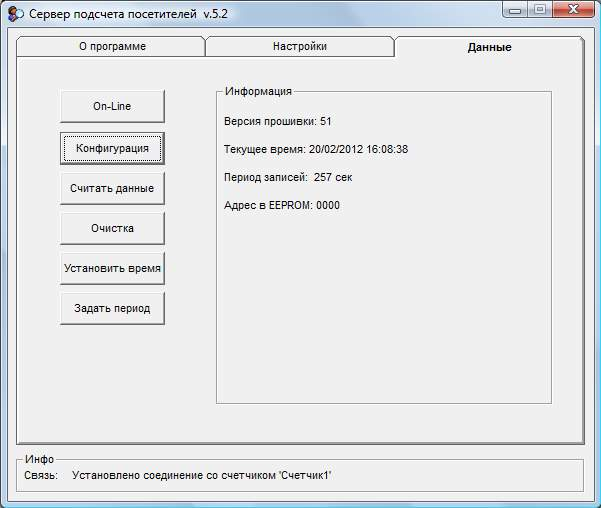 Сервер подсчета посетителей v.5.2
О программе
Настройки
Данные
On-Line
Конфигурация
Считать данные
Очистка
Установить время
Задать период
Информация
Версия прошивки: 51
Текущее время: 20/02/2012 16:08:38
Период записей: 257 сек
Адрес в EEPROM: 0000
Инфо
Связь: Установлено соединение со счетчиком 'Счетчик1'